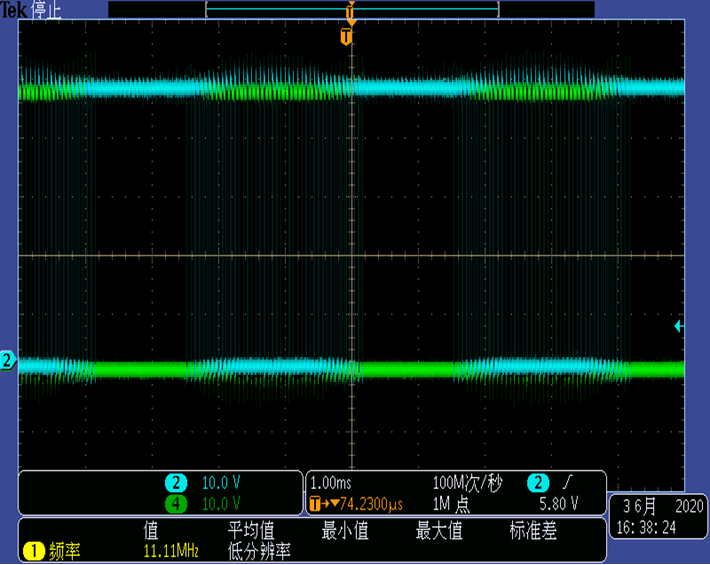 Tek 停止
T
T
2
2 10.0 V
4 10.0 V
1.00ms 100M次/秒 2
T→▼74.2300µs 1M 点 5.80 V
3 6月 2020
16:38:24
值 平均值 最小值 最大值 标准差
1 频率 11.11MHz 低分辨率